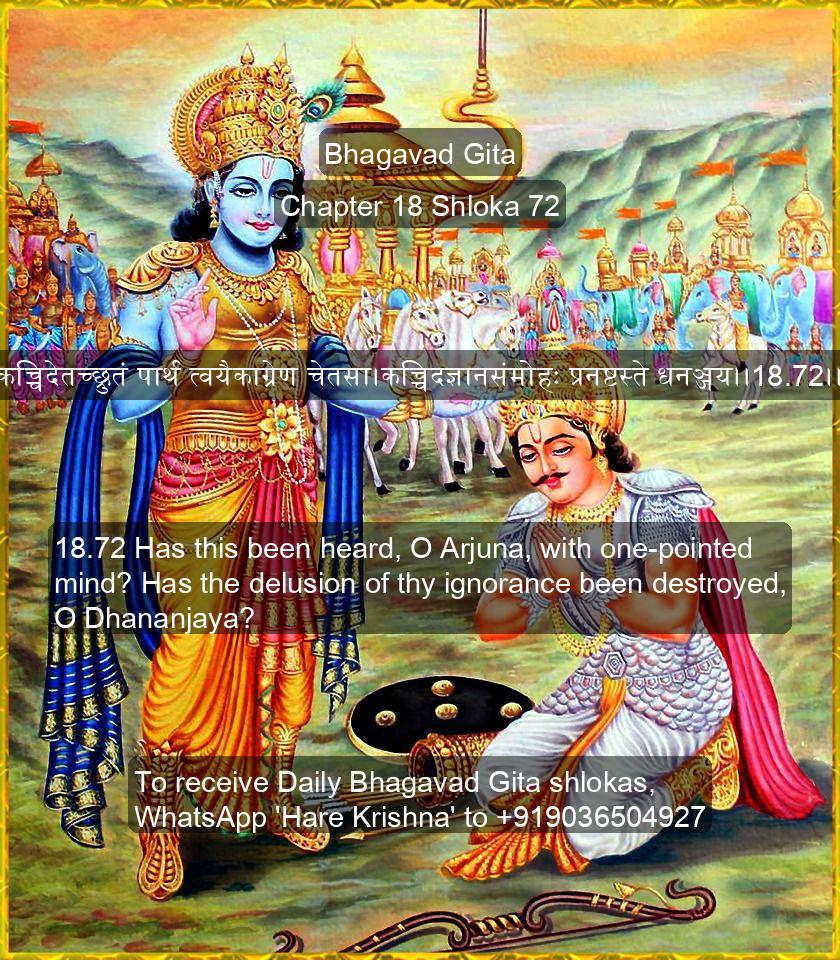 Bhagavad Gita
Chapter 18 Shloka 72
कच्चिदेतच्छ्रुतं पार्थ त्वयैकाग्रेण चेतसा।कच्चिदज्ञानसंमोहः प्रनष्टस्ते धनञ्जय।।18.72।।
18.72 Has this been heard, O Arjuna, with one-pointed
mind? Has the delusion of thy ignorance been destroyed,
O Dhananjaya?
To receive Daily Bhagavad Gita shlokas,
WhatsApp 'Hare Krishna' to +919036504927